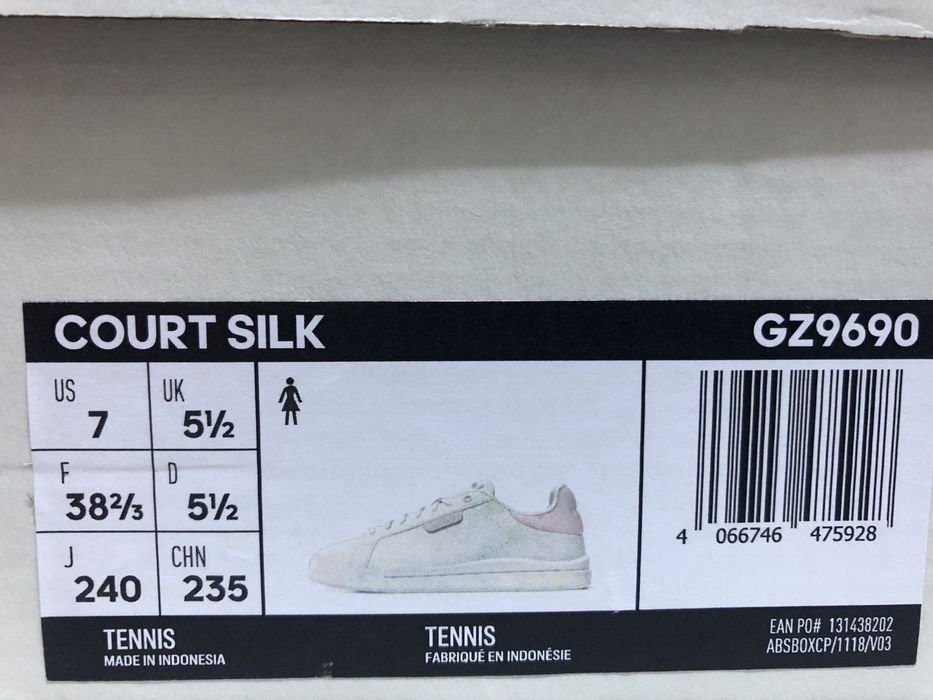 COURT SILK
GZ9690
US
7
UK
5½
F
38⅔
D
5½
J
240
CHN
235
4 066746 475928
TENNIS
MADE IN INDONESIA
TENNIS
FABRIQUÉ EN INDONÉSIE
EAN PO# 131438202
ABSBOXCP/1118/V03